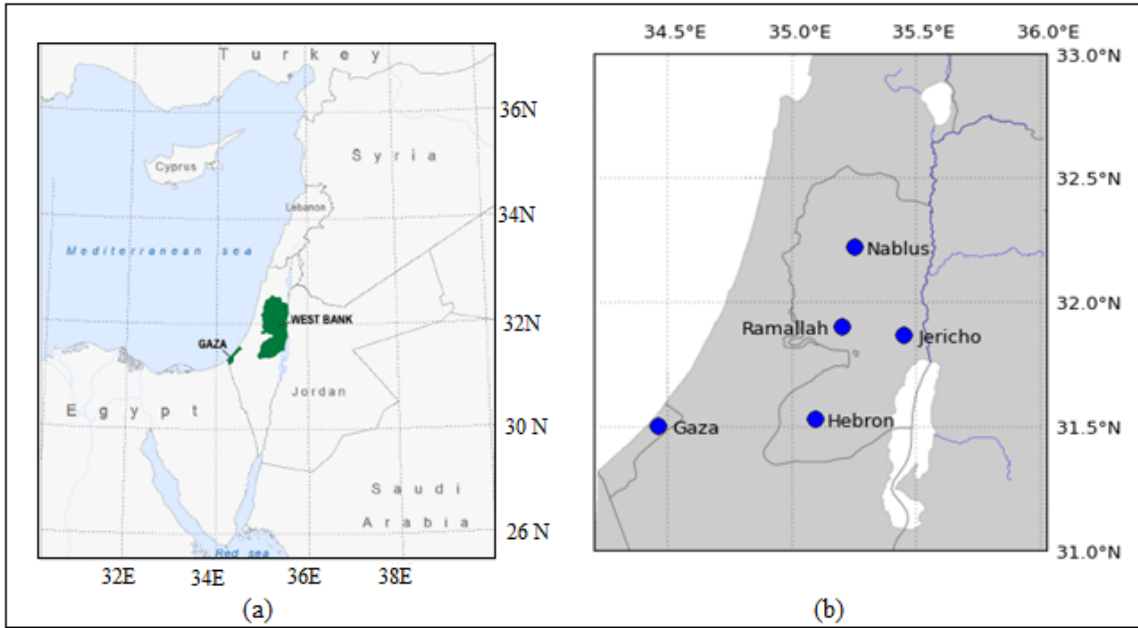 Turkey
36N
Syria
Cyprus
34N
Lebanon
Mediterranean sea
32N
WEST BANK
GAZA
Jordan
Egypt
30 N
Saudi
Arabia
26 N
Red sea
32E 34E 36E 38E
(a)
34.5°E 35.0°E 35.5°E 36.0°E
33.0°N
32.5°N
Nablus
32.0°N
Ramallah
Jericho
31.5°N
Hebron
Gaza
31.0°N
(b)